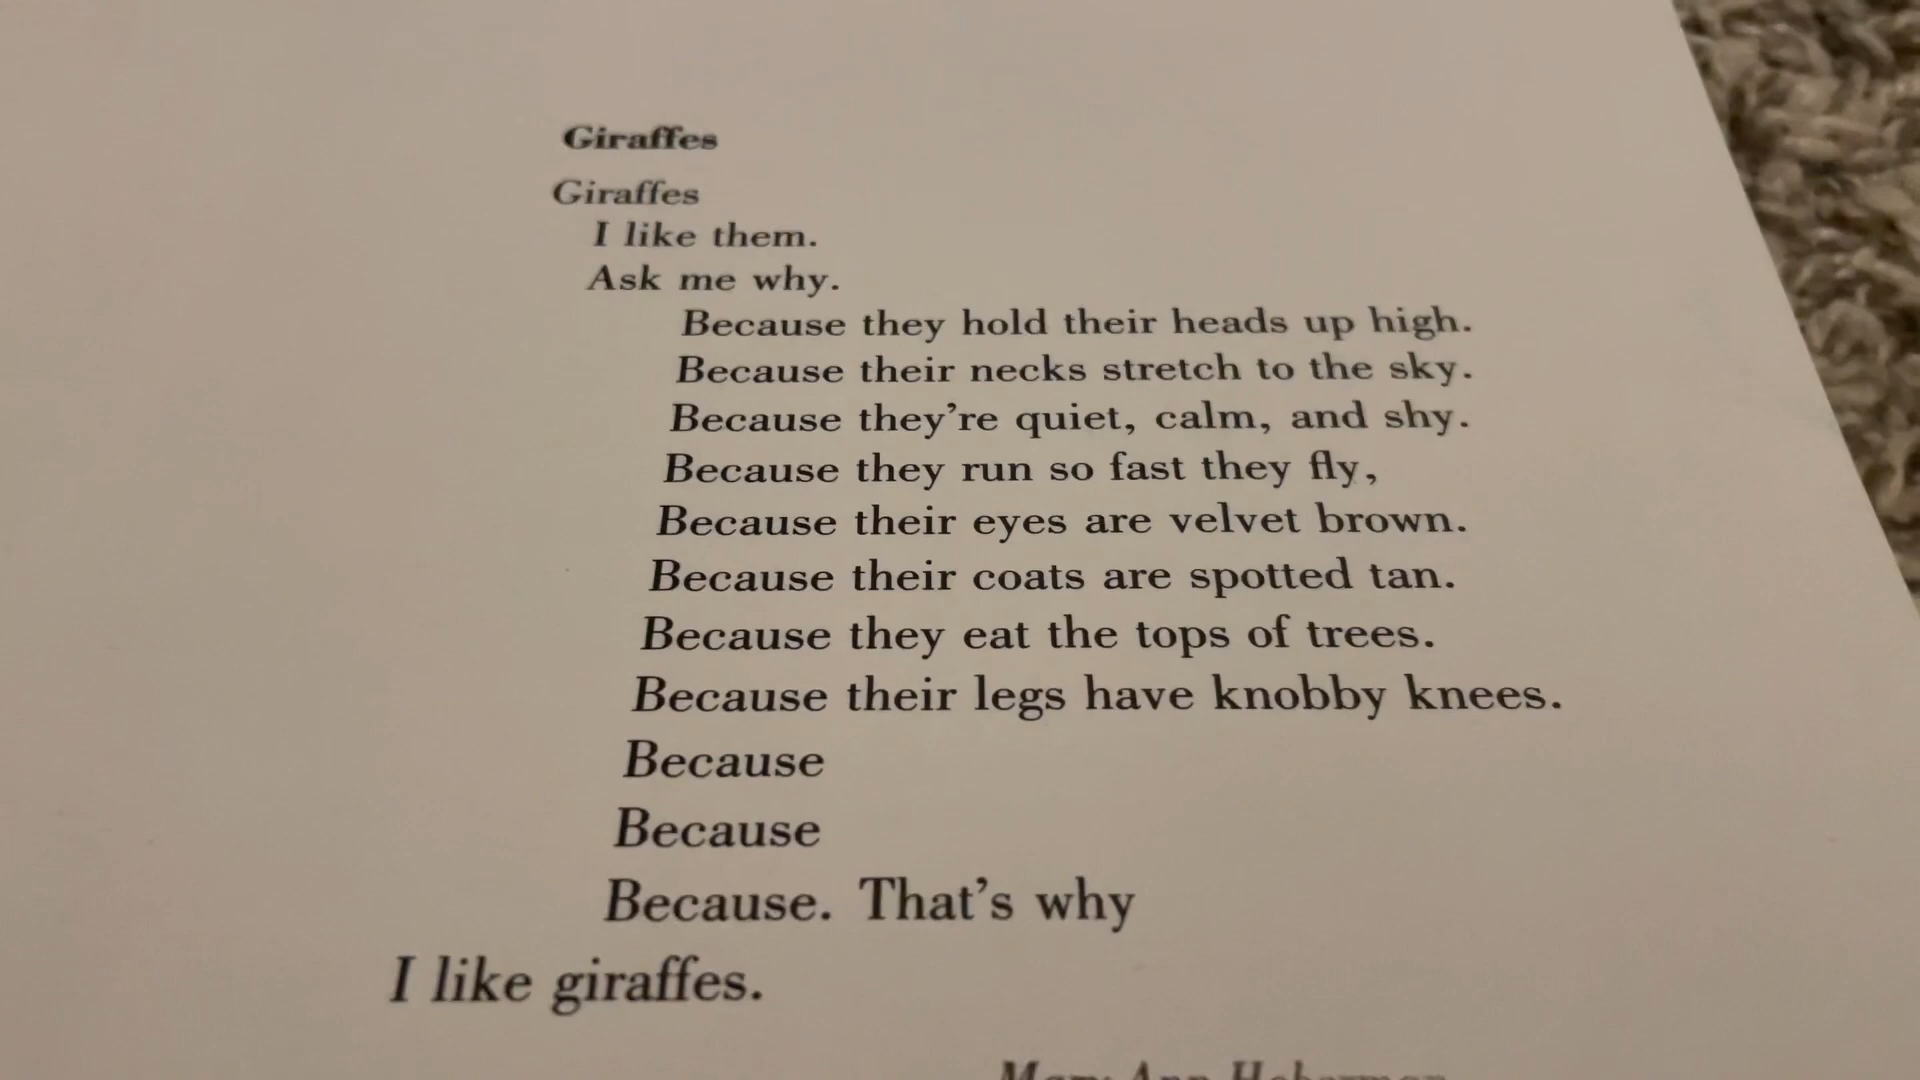 Giraffes
Giraffes
I like them.
Ask me why.
Because they hold their heads up high.
Because their necks stretch to the sky.
Because they're quiet, calm, and shy.
Because they run so fast they fly,
Because their eyes are velvet brown.
Because their coats are spotted tan.
Because they eat the tops of trees.
Because their legs have knobby knees.
Because
Because
Because. That's why
I like giraffes.
Mary Ann Hoberman